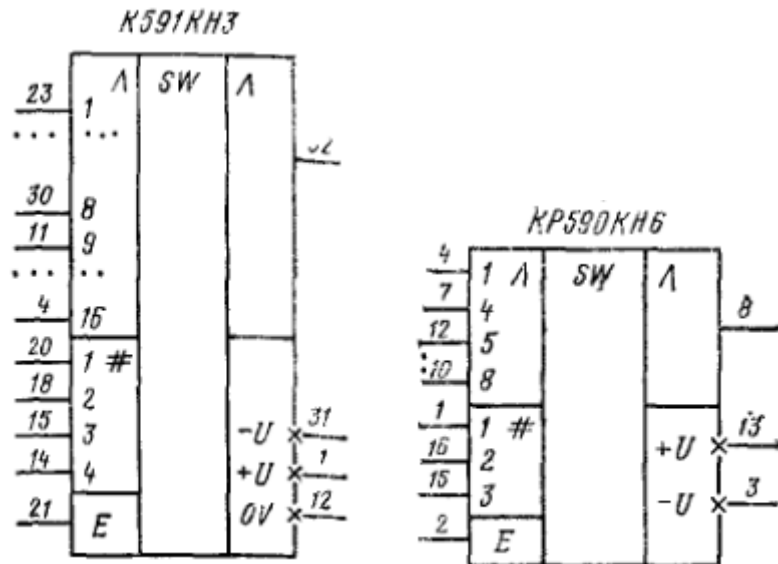 К591КН3
Λ SW Λ
23 1
... ...
30 8
11 9
... ..
4 16
20 1 #
18 2
15 3 -U 31
14 4 +U 1
21 E 0V 12
КР590КН6
4 1 Λ SW Λ
7 4 8
12 5
10 8
1 1 # +U 13
16 2
15 3 -U 3
2 E